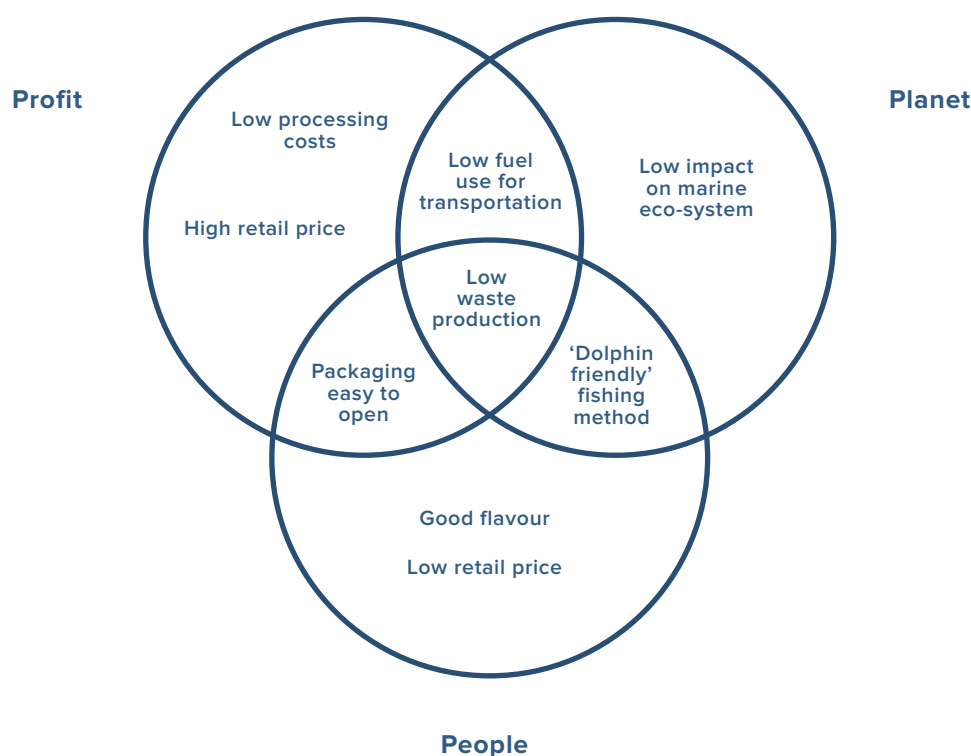 Profit
Planet
Low processing
costs
High retail price
Low fuel
use for
transportation
Low impact
on marine
eco-system
Low
waste
production
Packaging
easy to
open
‘Dolphin
friendly’
fishing
method
Good flavour
Low retail price
People